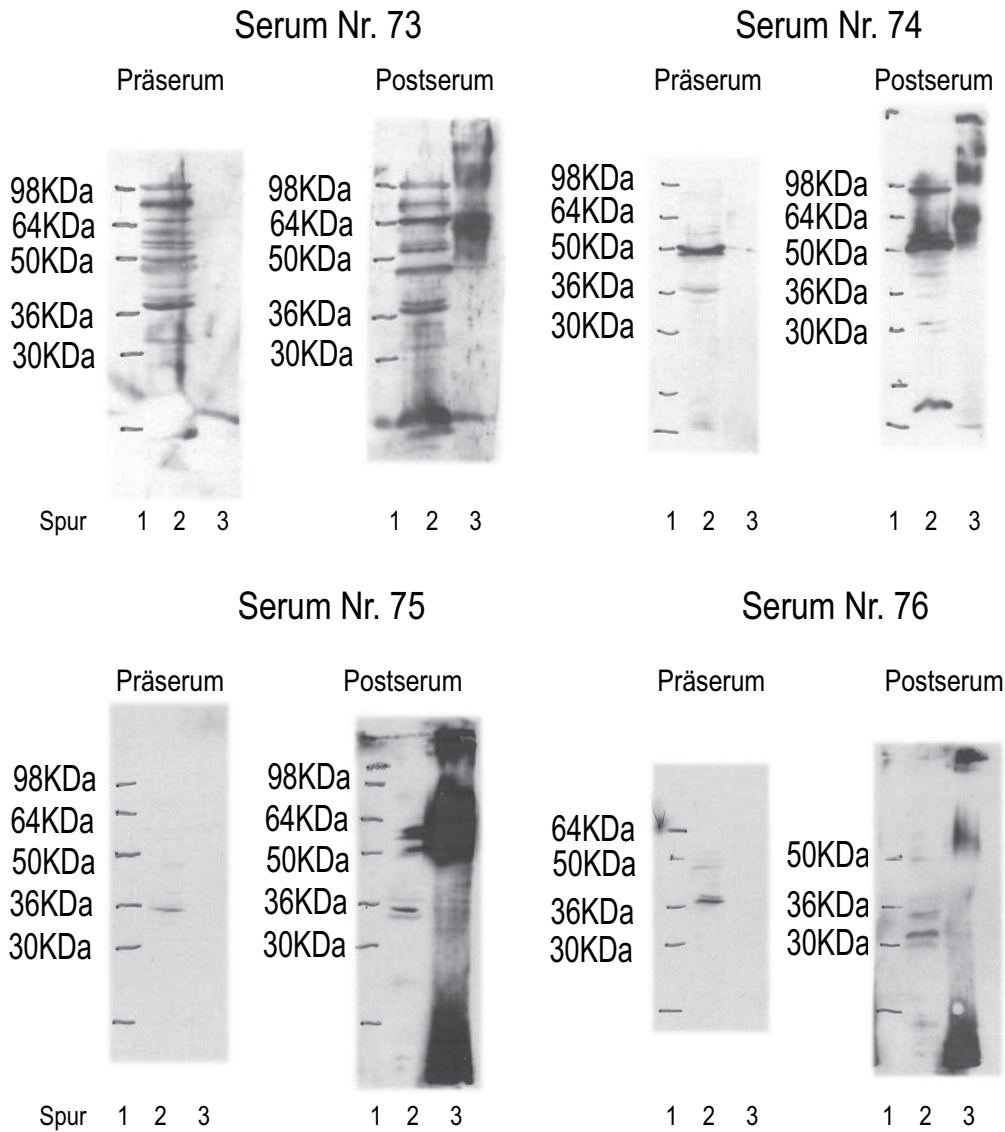 Serum Nr. 73
Serum Nr. 74
Präserum
Postserum
Präserum
Postserum
98KDa
64KDa
50KDa
36KDa
30KDa
98KDa
64KDa
50KDa
36KDa
30KDa
98KDa
64KDa
50KDa
36KDa
30KDa
98KDa
64KDa
50KDa
36KDa
30KDa
Spur 1 2 3
1 2 3
1 2 3
1 2 3
Serum Nr. 75
Serum Nr. 76
Präserum
Postserum
Präserum
Postserum
98KDa
64KDa
50KDa
36KDa
30KDa
98KDa
64KDa
50KDa
36KDa
30KDa
64KDa
50KDa
36KDa
30KDa
50KDa
36KDa
30KDa
Spur 1 2 3
1 2 3
1 2 3
1 2 3